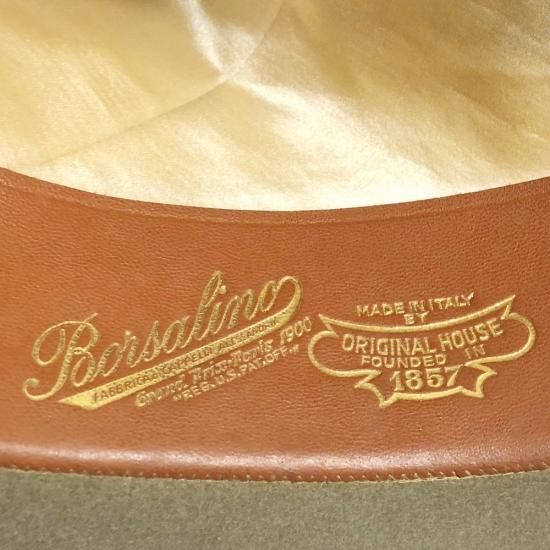 Borsalino
FABBRICA CAPPELLI ALESSANDRIA
Grand Prix-Paris 1900
"REG.U.S.PAT.OFF."
MADE IN ITALY
BY
ORIGINAL HOUSE
FOUNDED IN
1857